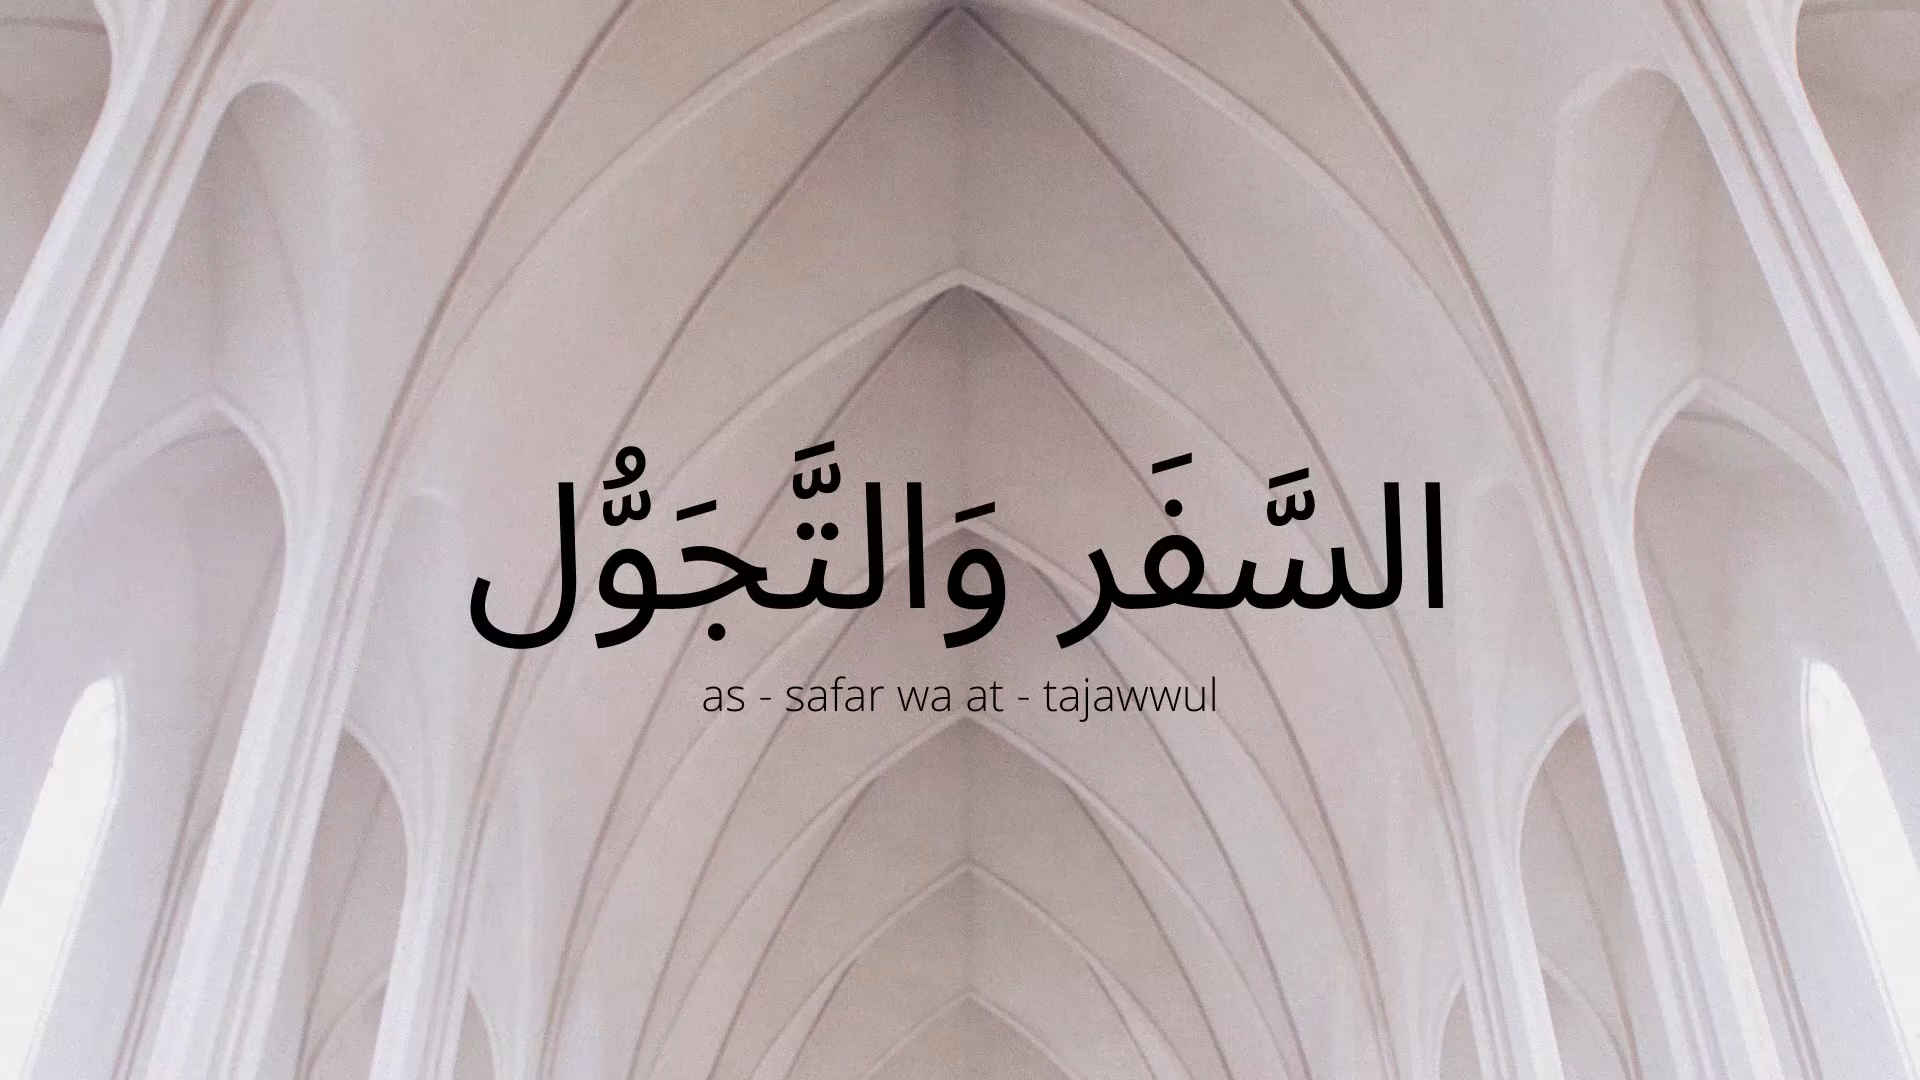 السَّفَر وَالتَّجَوُّل
as - safar wa at - tajawwul